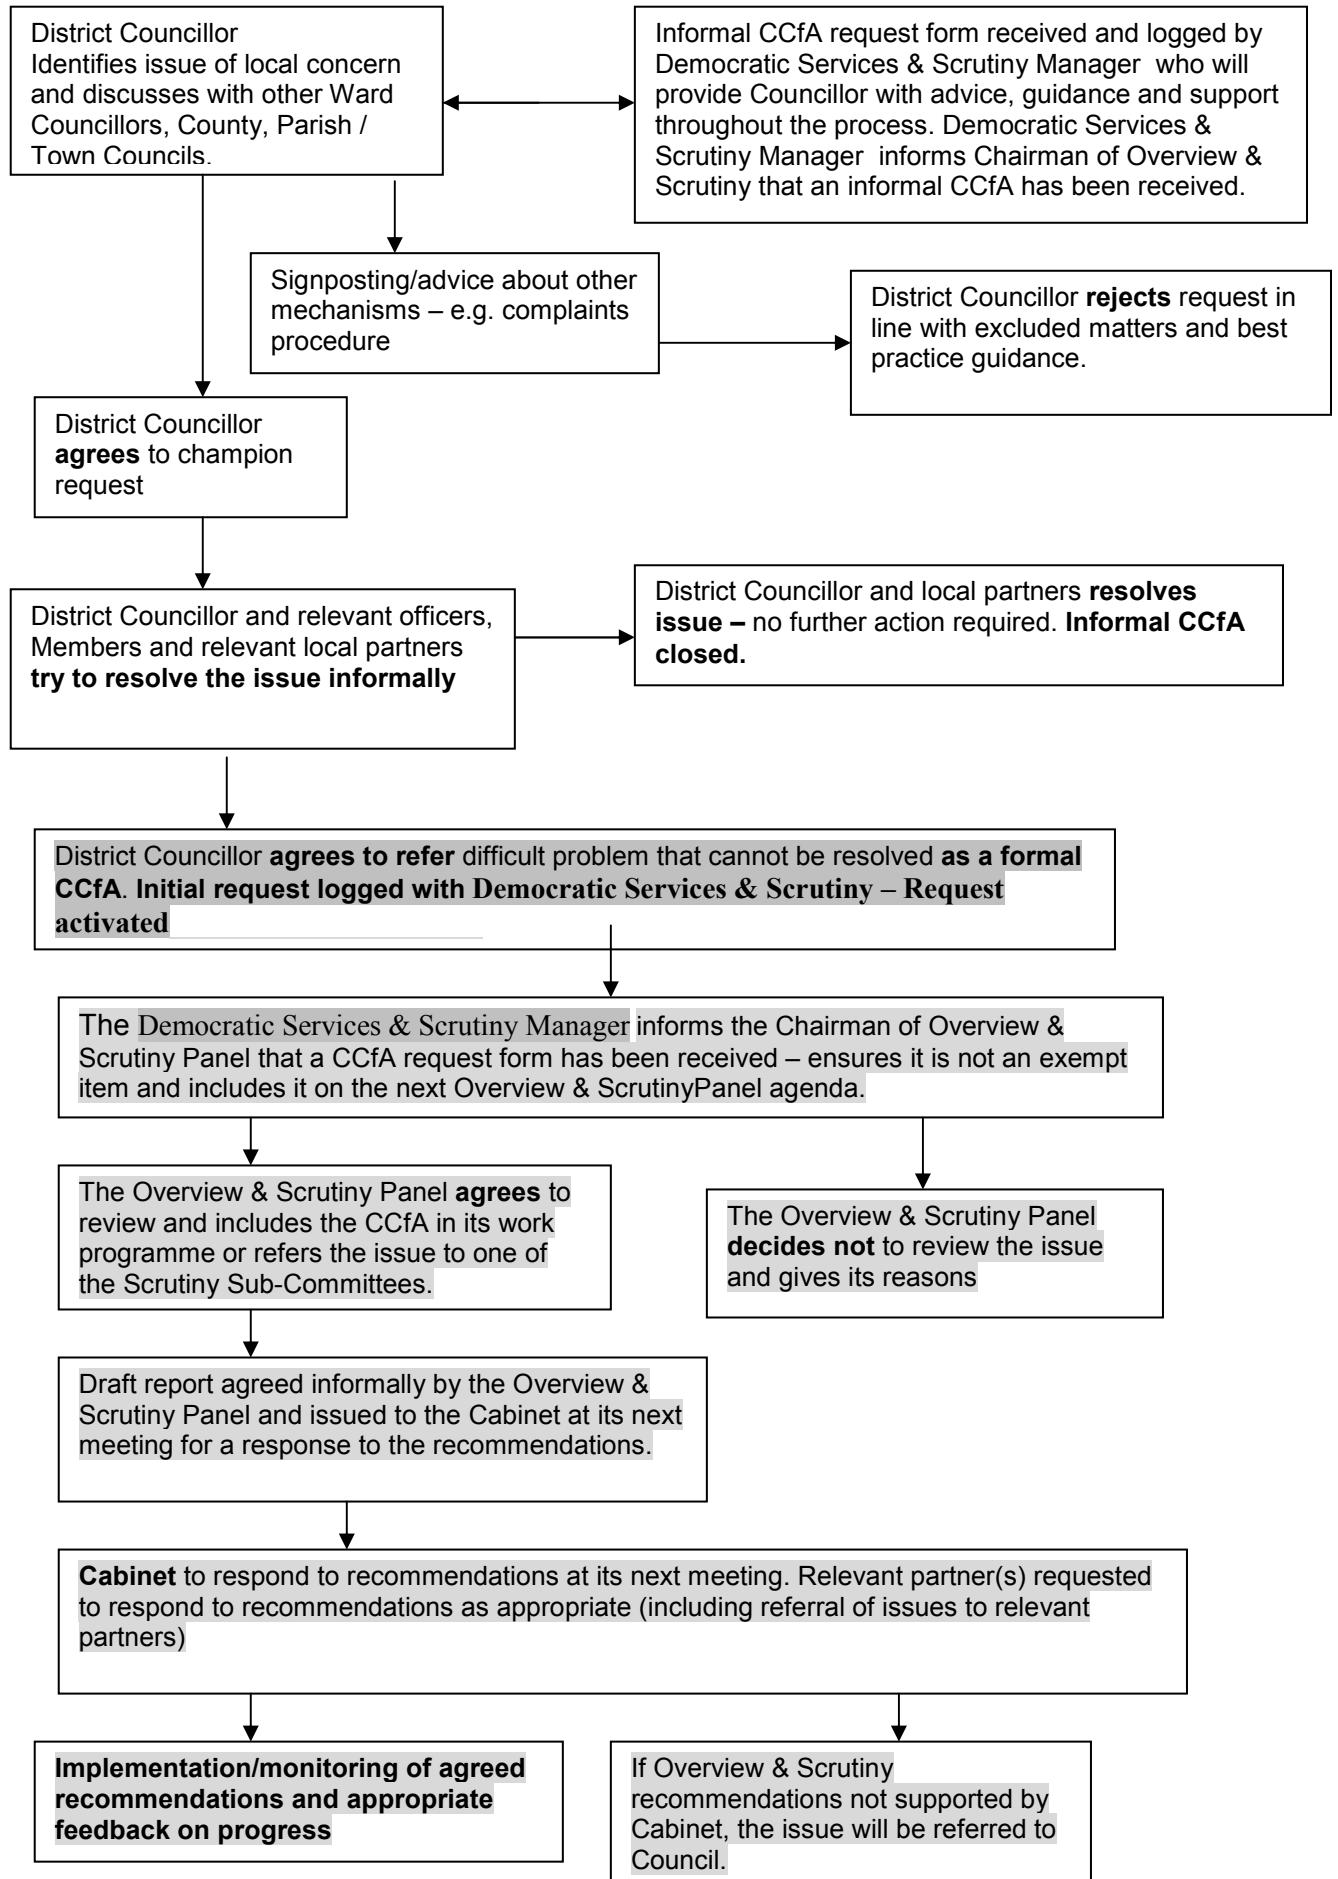 District Councillor
Identifies issue of local concern
and discusses with other Ward
Councillors, County, Parish /
Town Councils.
Informal CCfA request form received and logged by
Democratic Services & Scrutiny Manager who will
provide Councillor with advice, guidance and support
throughout the process. Democratic Services &
Scrutiny Manager informs Chairman of Overview &
Scrutiny that an informal CCfA has been received.
Signposting/advice about other
mechanisms – e.g. complaints
procedure
District Councillor rejects request in
line with excluded matters and best
practice guidance.
District Councillor
agrees to champion
request
District Councillor and relevant officers,
Members and relevant local partners
try to resolve the issue informally
District Councillor and local partners resolves
issue – no further action required. Informal CCfA
closed.
District Councillor agrees to refer difficult problem that cannot be resolved as a formal
CCfA. Initial request logged with Democratic Services & Scrutiny – Request
activated
The Democratic Services & Scrutiny Manager informs the Chairman of Overview &
Scrutiny Panel that a CCfA request form has been received – ensures it is not an exempt
item and includes it on the next Overview & ScrutinyPanel agenda.
The Overview & Scrutiny Panel agrees to
review and includes the CCfA in its work
programme or refers the issue to one of
the Scrutiny Sub-Committees.
The Overview & Scrutiny Panel
decides not to review the issue
and gives its reasons
Draft report agreed informally by the Overview &
Scrutiny Panel and issued to the Cabinet at its next
meeting for a response to the recommendations.
Cabinet to respond to recommendations at its next meeting. Relevant partner(s) requested
to respond to recommendations as appropriate (including referral of issues to relevant
partners)
Implementation/monitoring of agreed
recommendations and appropriate
feedback on progress
If Overview & Scrutiny
recommendations not supported by
Cabinet, the issue will be referred to
Council.